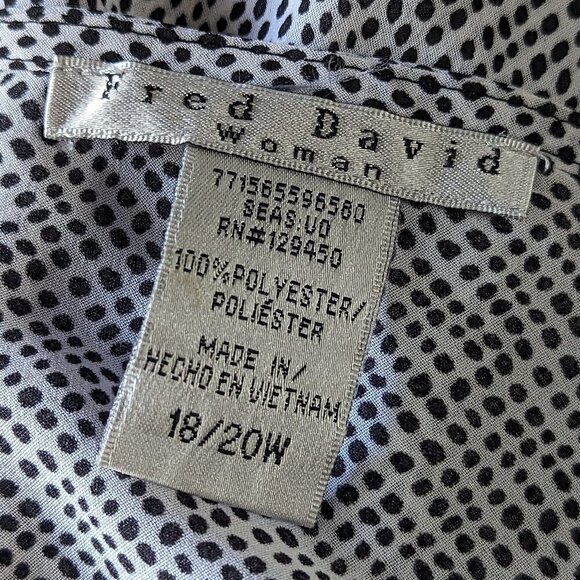 Fred David
Woman
771565596560
SEAS:U0
RN#129450
100%POLYESTER/
POLIÉSTER
MADE IN/
HECHO EN VIETNAM
18/20W